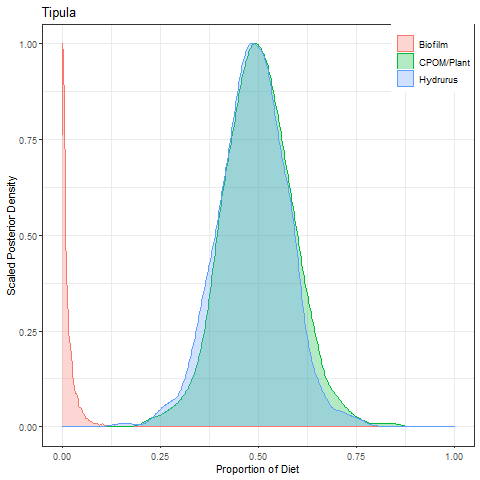 Tipula
Biofilm
CPOM/Plant
Hydrurus
Scaled Posterior Density
1.00
0.75
0.50
0.25
0.00
0.00 0.25 0.50 0.75 1.00
Proportion of Diet